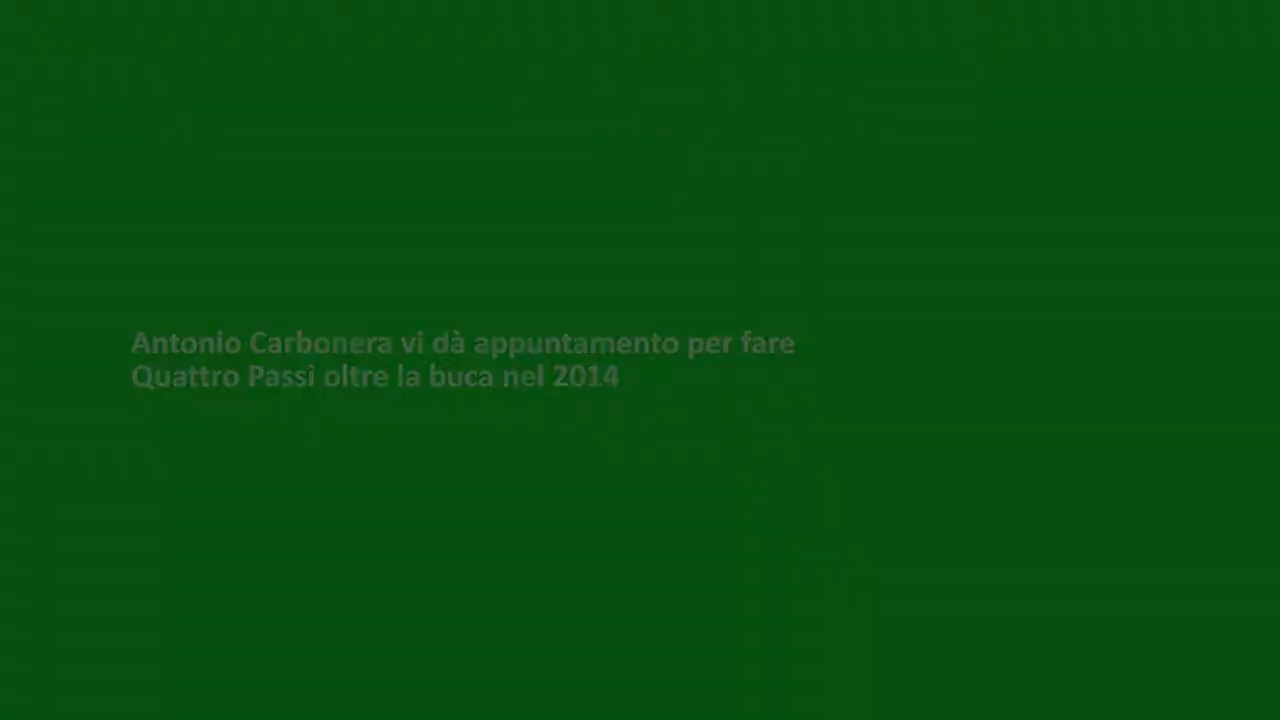 Antonio Carbonera vi dà appuntamento per fare
Quattro Passi oltre la buca nel 2014